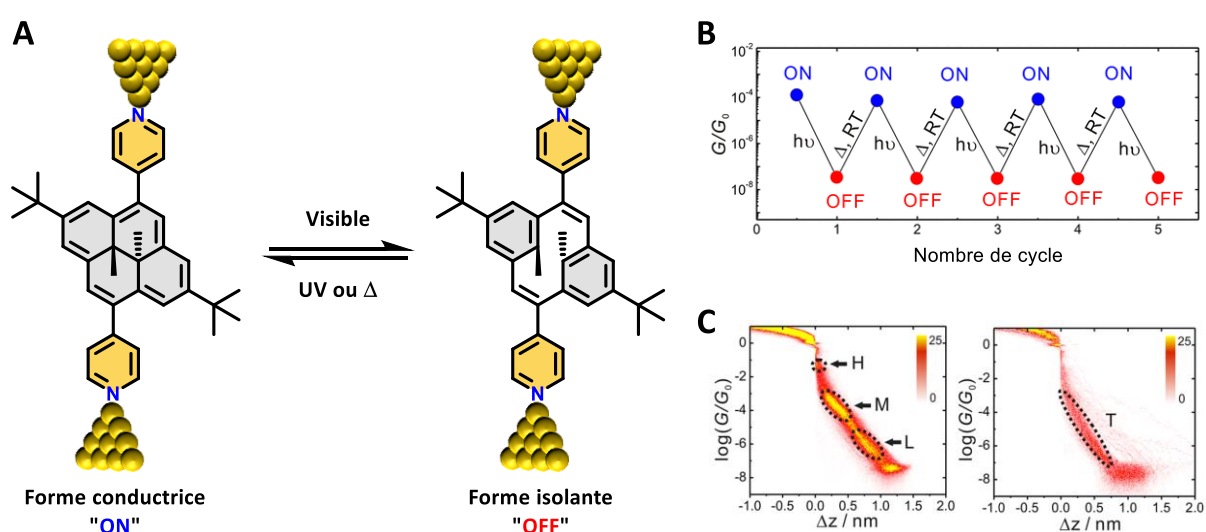 A
N
N
Forme conductrice
"ON"
Visible
UV ou Δ
N
N
Forme isolante
"OFF"
B
G/G₀
10⁻²
10⁻⁴
10⁻⁶
10⁻⁸
ON ON ON ON ON
hυ Δ, RT hυ Δ, RT hυ Δ, RT hυ Δ, RT hυ
OFF OFF OFF OFF OFF
0 1 2 3 4 5
Nombre de cycle
C
log(G/G₀)
0
-2
-4
-6
-8
25
0
H
M
L
-1.0 -0.5 0.0 0.5 1.0 1.5
Δz / nm
log(G/G₀)
0
-2
-4
-6
-8
25
0
T
-1.0 -0.5 0.0 0.5 1.0 1.5 2.0
Δz / nm